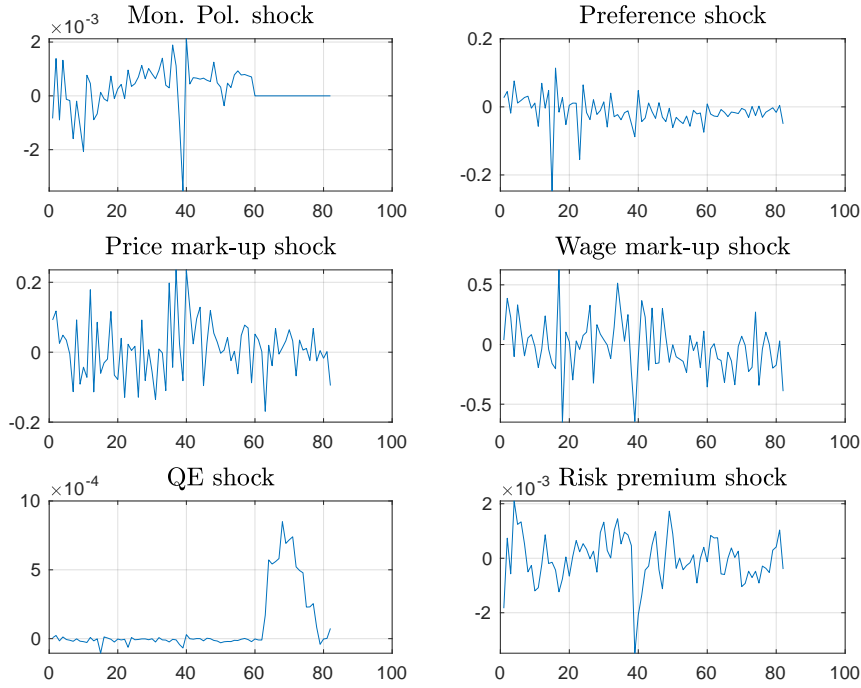 Mon. Pol. shock
×10⁻³
2
0
-2
0 20 40 60 80 100
Preference shock
0.2
0
-0.2
0 20 40 60 80 100
Price mark-up shock
0.2
0
-0.2
0 20 40 60 80 100
Wage mark-up shock
0.5
0
-0.5
0 20 40 60 80 100
QE shock
×10⁻⁴
10
5
0
0 20 40 60 80 100
Risk premium shock
×10⁻³
2
0
-2
0 20 40 60 80 100